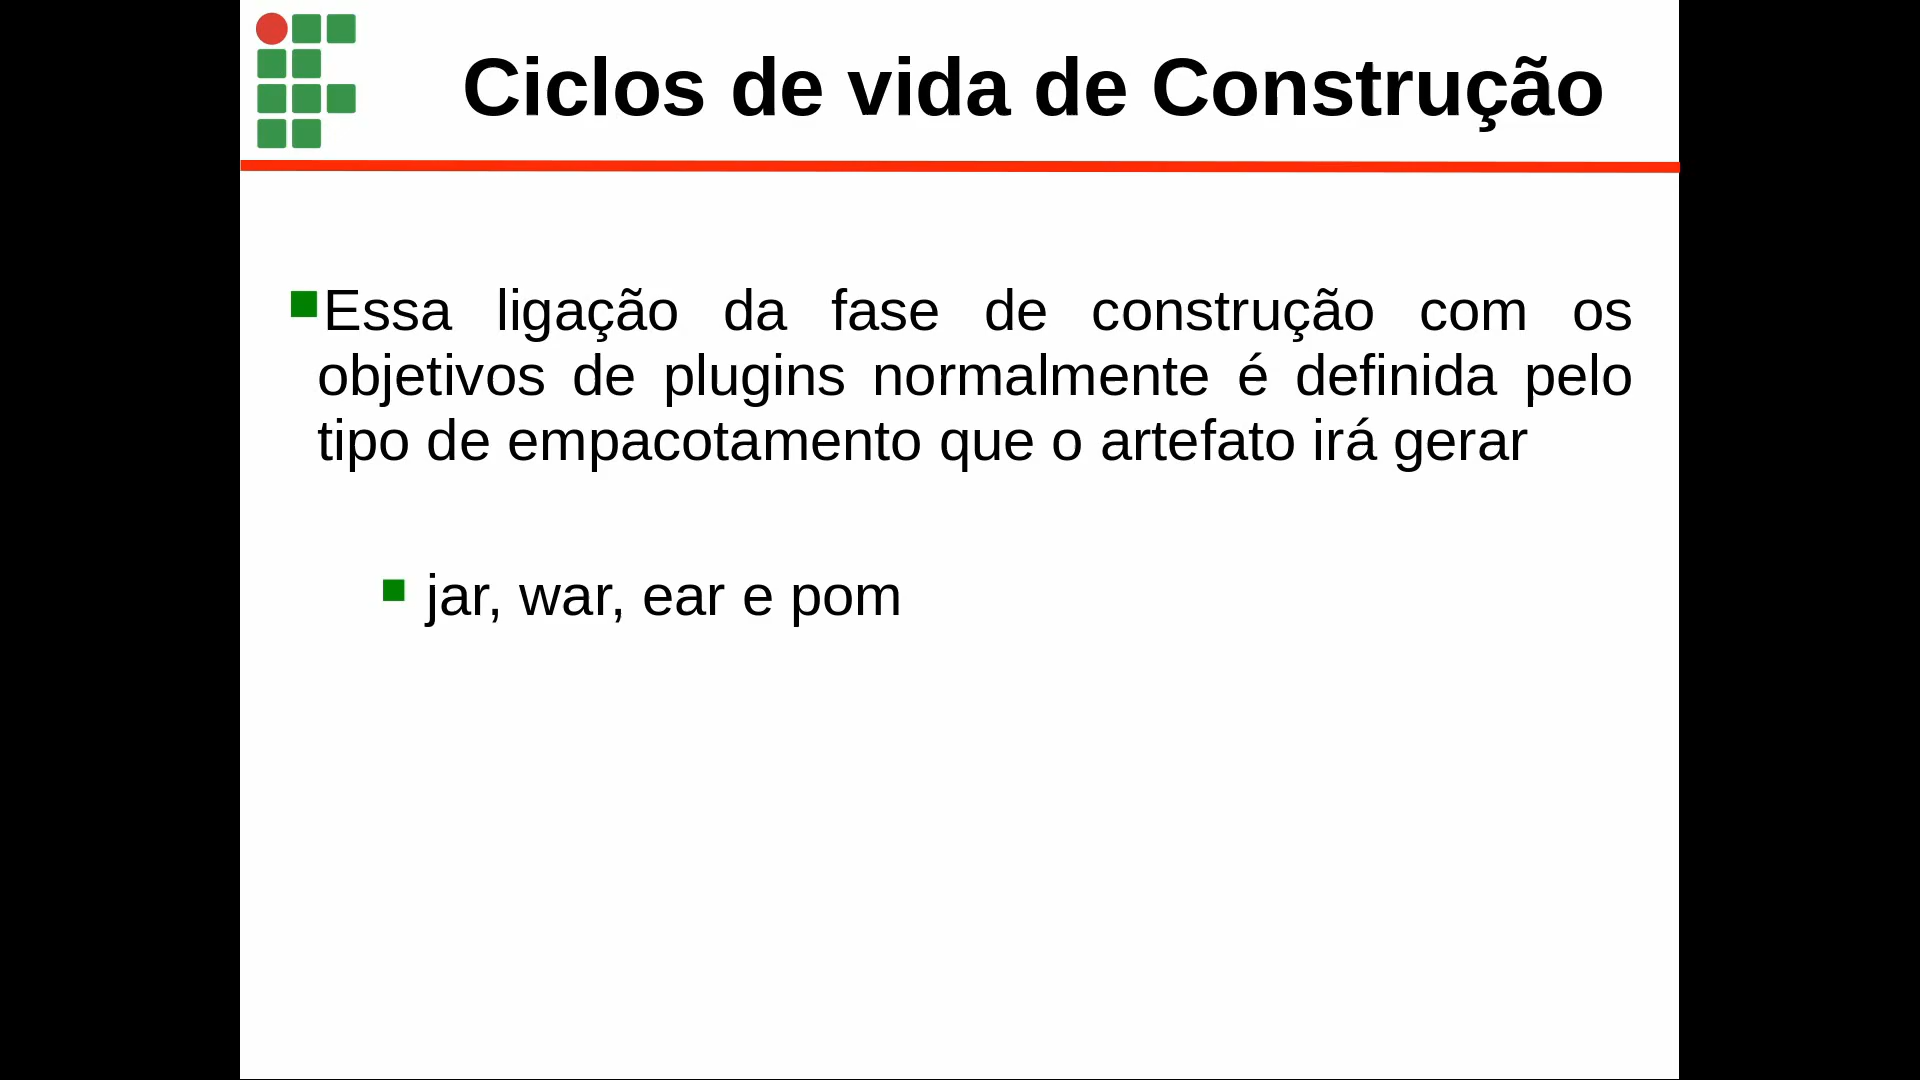 Ciclos de vida de Construção
Essa ligação da fase de construção com os
objetivos de plugins normalmente é definida pelo
tipo de empacotamento que o artefato irá gerar
jar, war, ear e pom